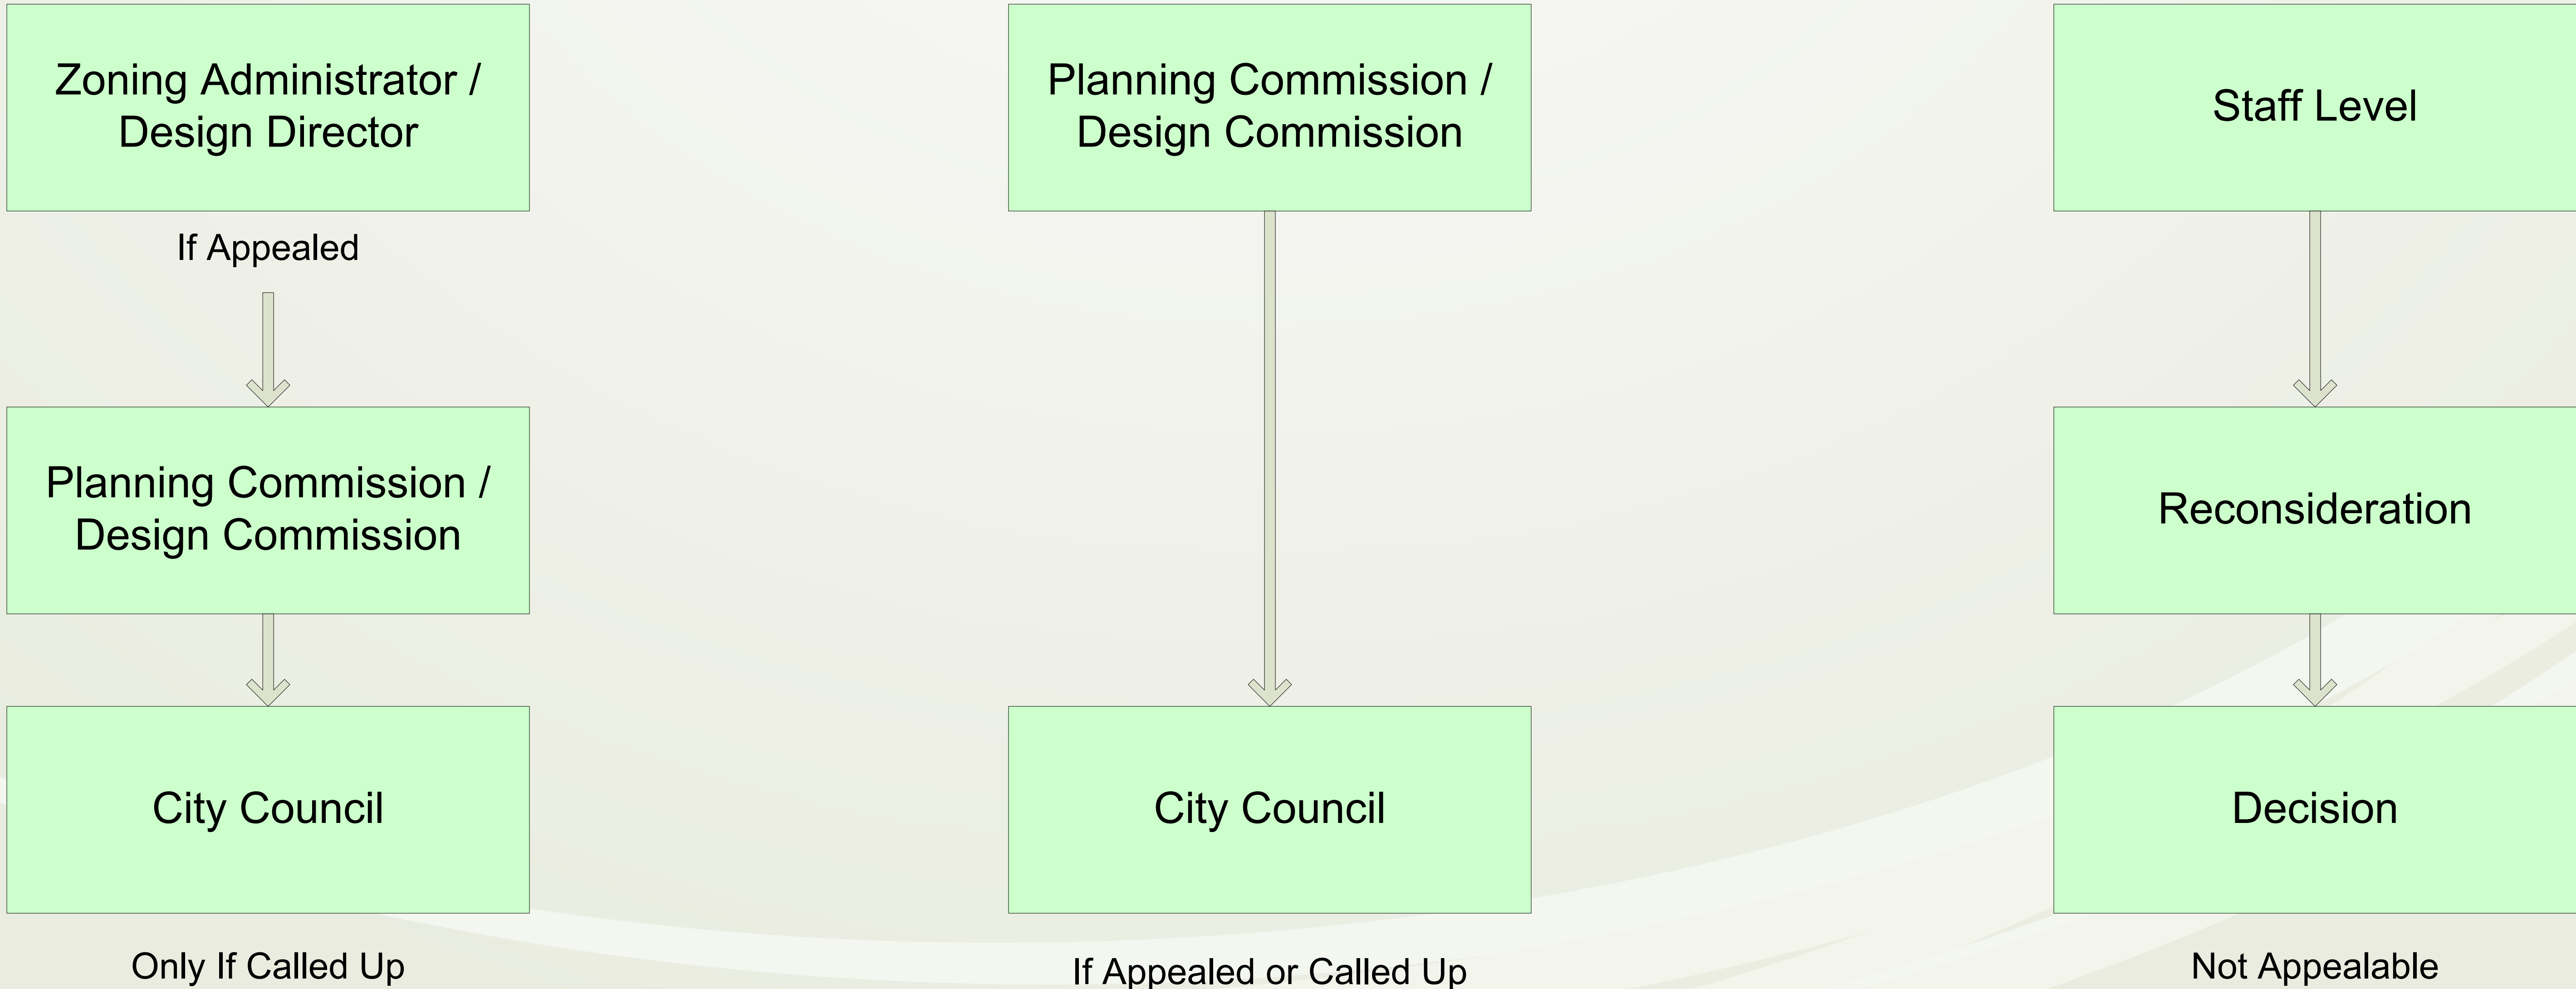 Zoning Administrator /
Design Director
If Appealed
Planning Commission /
Design Commission
City Council
Only If Called Up
Planning Commission /
Design Commission
City Council
If Appealed or Called Up
Staff Level
Reconsideration
Decision
Not Appealable